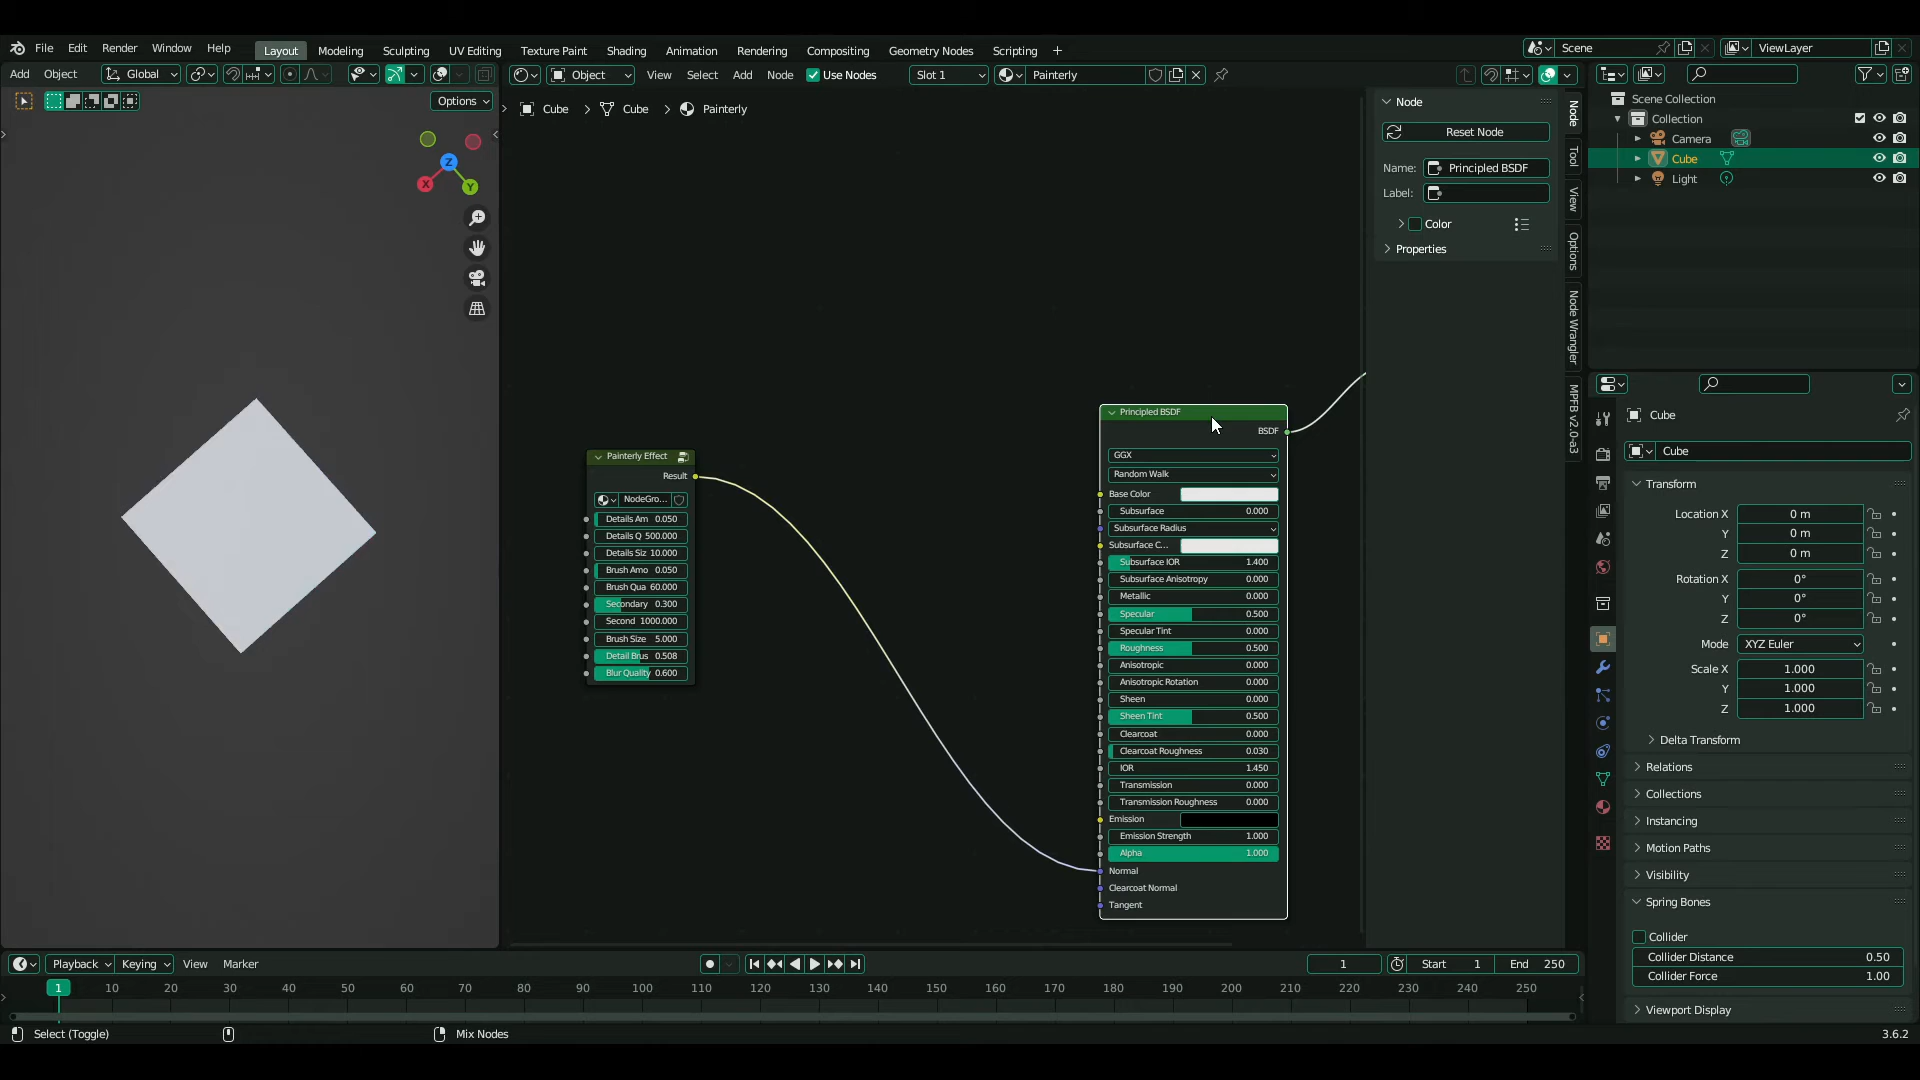 File Edit Render Window Help Layout Modeling Sculpting UV Editing Texture Paint Shading Animation Rendering Compositing Geometry Nodes Scripting + Scene ViewLayer
Add Object Global Object View Select Add Node Use Nodes Slot 1 Painterly
Options
Cube > Cube > Painterly
Z
X
Y
Painterly Effect
Result
NodeGro...
Details Am 0.050
Details Q 500.000
Details Siz 10.000
Brush Amo 0.050
Brush Qua 60.000
Secondary 0.300
Second 1000.000
Brush Size 5.000
Detail Brus 0.508
Blur Quality 0.600
Principled BSDF
BSDF
GGX
Random Walk
Base Color
Subsurface 0.000
Subsurface Radius
Subsurface C...
Subsurface IOR 1.400
Subsurface Anisotropy 0.000
Metallic 0.000
Specular 0.500
Specular Tint 0.000
Roughness 0.500
Anisotropic 0.000
Anisotropic Rotation 0.000
Sheen 0.000
Sheen Tint 0.500
Clearcoat 0.000
Clearcoat Roughness 0.030
IOR 1.450
Transmission 0.000
Transmission Roughness 0.000
Emission
Emission Strength 1.000
Alpha 1.000
Normal
Clearcoat Normal
Tangent
Node
Reset Node
Name: Principled BSDF
Label:
Color
Properties
Node
Tool
View
Options
Node Wrangler
MPFB v2.0-a3
Scene Collection
Collection
Camera
Cube
Light
Cube
Cube
Transform
Location X 0 m
Y 0 m
Z 0 m
Rotation X 0°
Y 0°
Z 0°
Mode XYZ Euler
Scale X 1.000
Y 1.000
Z 1.000
Delta Transform
Relations
Collections
Instancing
Motion Paths
Visibility
Spring Bones
Collider
Collider Distance 0.50
Collider Force 1.00
Viewport Display
Playback Keying View Marker 1 Start 1 End 250
1 10 20 30 40 50 60 70 80 90 100 110 120 130 140 150 160 170 180 190 200 210 220 230 240 250
Select (Toggle) Mix Nodes 3.6.2